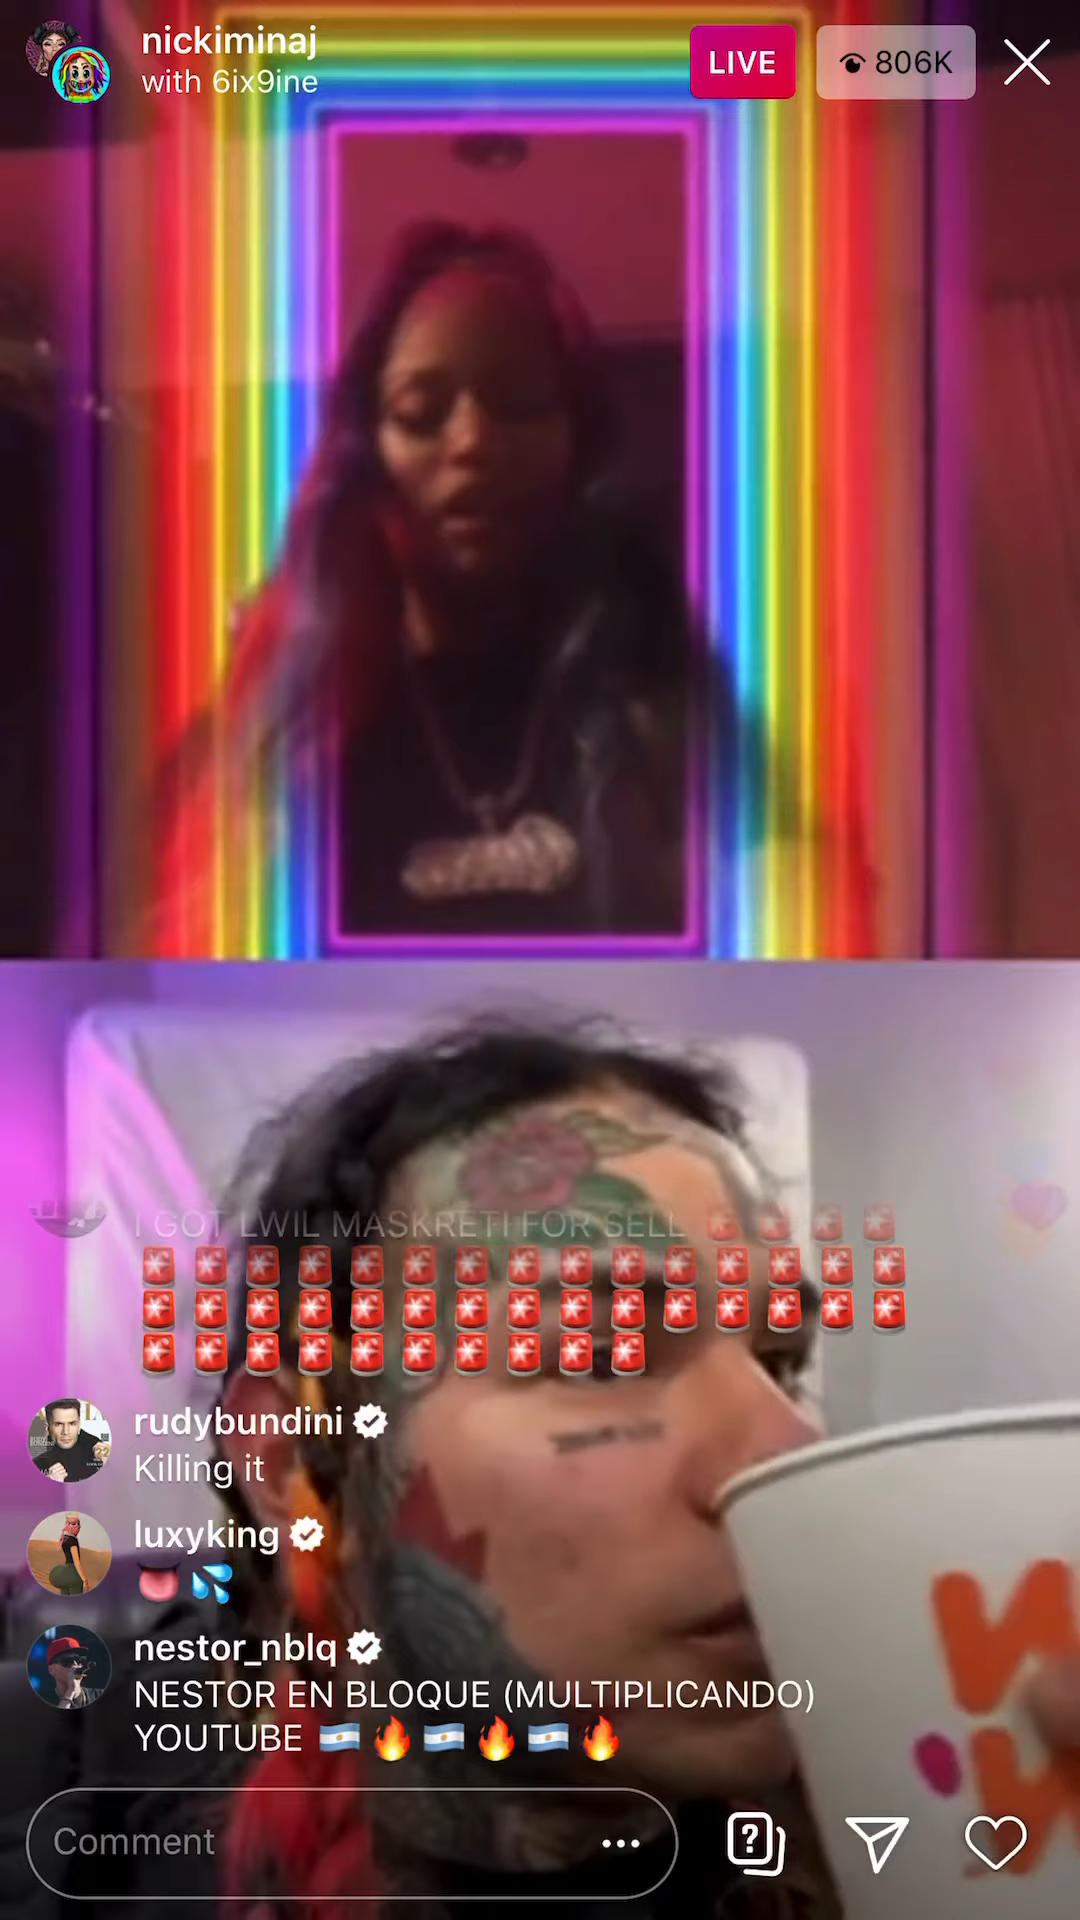 nickiminaj
with 6ix9ine
LIVE
806K
I GOT LWIL MASKRETI FOR SELL 🚨🚨🚨🚨
🚨🚨🚨🚨🚨🚨🚨🚨🚨🚨🚨🚨🚨🚨🚨
🚨🚨🚨🚨🚨🚨🚨🚨🚨🚨🚨🚨🚨🚨🚨
🚨🚨🚨🚨🚨🚨🚨🚨🚨🚨
rudybundini
Killing it
luxyking
👅💦
nestor_nblq
NESTOR EN BLOQUE (MULTIPLICANDO)
YOUTUBE 🇦🇷🔥🇦🇷🔥🇦🇷🔥
Comment